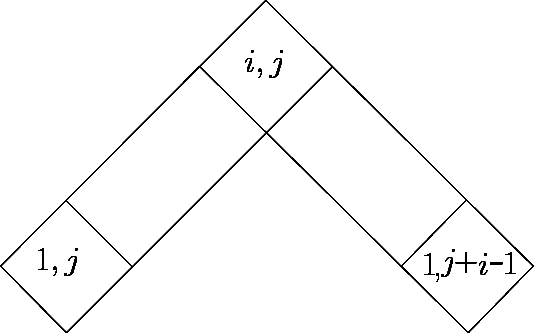 i, j
1, j
1,j+i-1